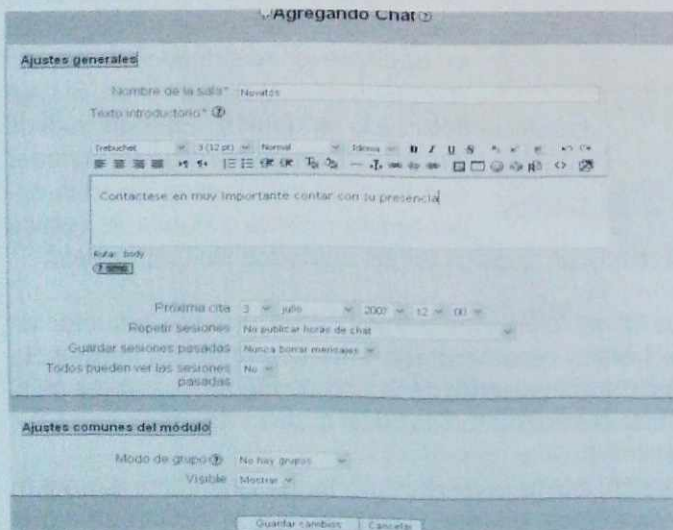 Agregando Chat
Ajustes generales
Nombre de la sala* Novatos
Texto introductorio*
Trebuchet 3 (12 pt) Normal Idioma B I U S
Contactese en muy Importante contar con tu presencia
Ruta: body
Próxima cita 3 julio 2007 12 00
Repetir sesiones No publicar horas de chat
Guardar sesiones pasadas Nunca borrar mensajes
Todos pueden ver las sesiones pasadas No
Ajustes comunes del módulo
Modo de grupo No hay grupos
Visible Mostrar
Guardar cambios Cancelar